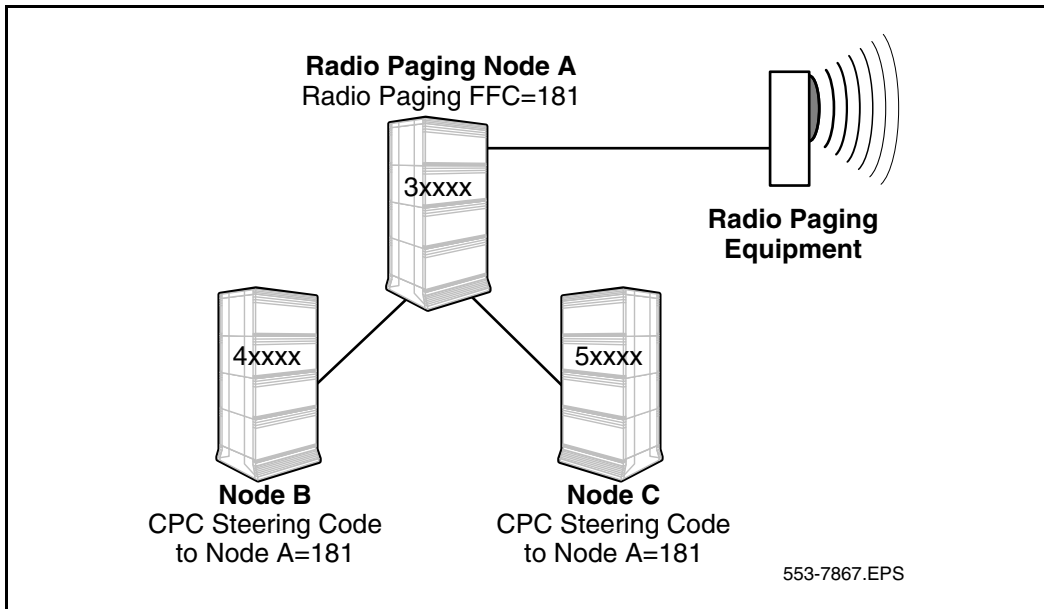 Radio Paging Node A
Radio Paging FFC=181
3xxxx
Radio Paging
Equipment
4xxxx
5xxxx
Node B
CPC Steering Code
to Node A=181
Node C
CPC Steering Code
to Node A=181
553-7867.EPS